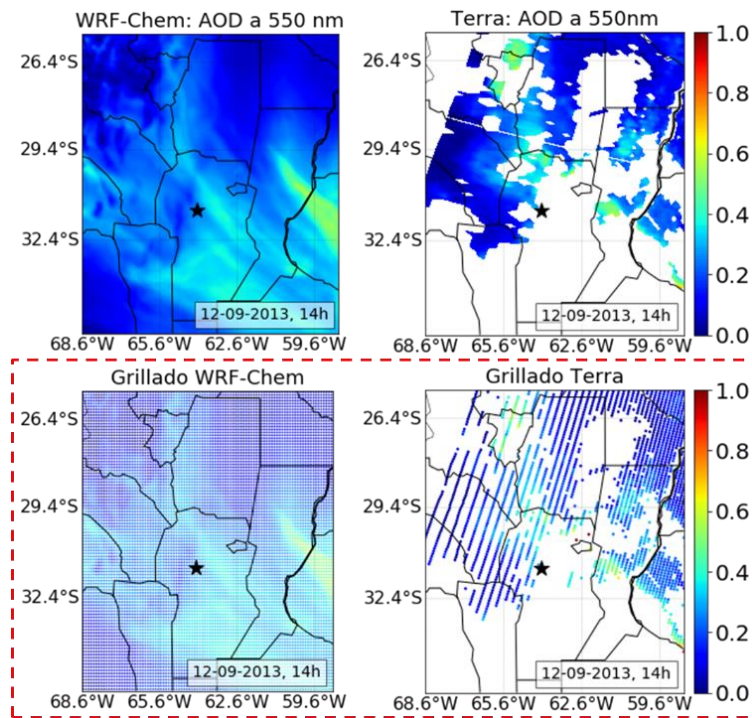 WRF-Chem: AOD a 550 nm
Terra: AOD a 550nm
26.4°S
29.4°S
32.4°S
12-09-2013, 14h
68.6°W 65.6°W 62.6°W 59.6°W
26.4°S
29.4°S
32.4°S
12-09-2013, 14h
68.6°W 65.6°W 62.6°W 59.6°W
1.0
0.8
0.6
0.4
0.2
0.0
Grillado WRF-Chem
Grillado Terra
26.4°S
29.4°S
32.4°S
12-09-2013, 14h
68.6°W 65.6°W 62.6°W 59.6°W
26.4°S
29.4°S
32.4°S
12-09-2013, 14h
68.6°W 65.6°W 62.6°W 59.6°W
1.0
0.8
0.6
0.4
0.2
0.0